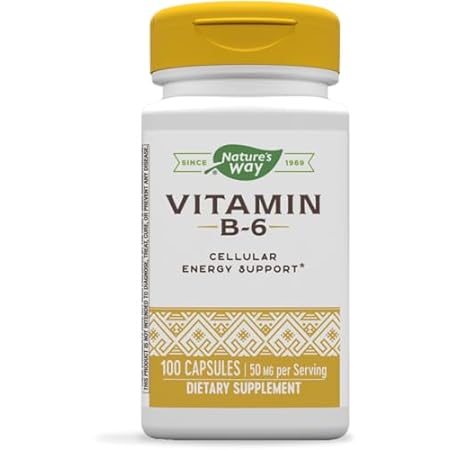 SINCE Nature's Way® 1969
VITAMIN
B-6
CELLULAR
ENERGY SUPPORT*
100 CAPSULES | 50 MG per Serving
DIETARY SUPPLEMENT
THIS PRODUCT IS NOT INTENDED TO DIAGNOSE, TREAT, CURE, OR PREVENT ANY DISEASE.